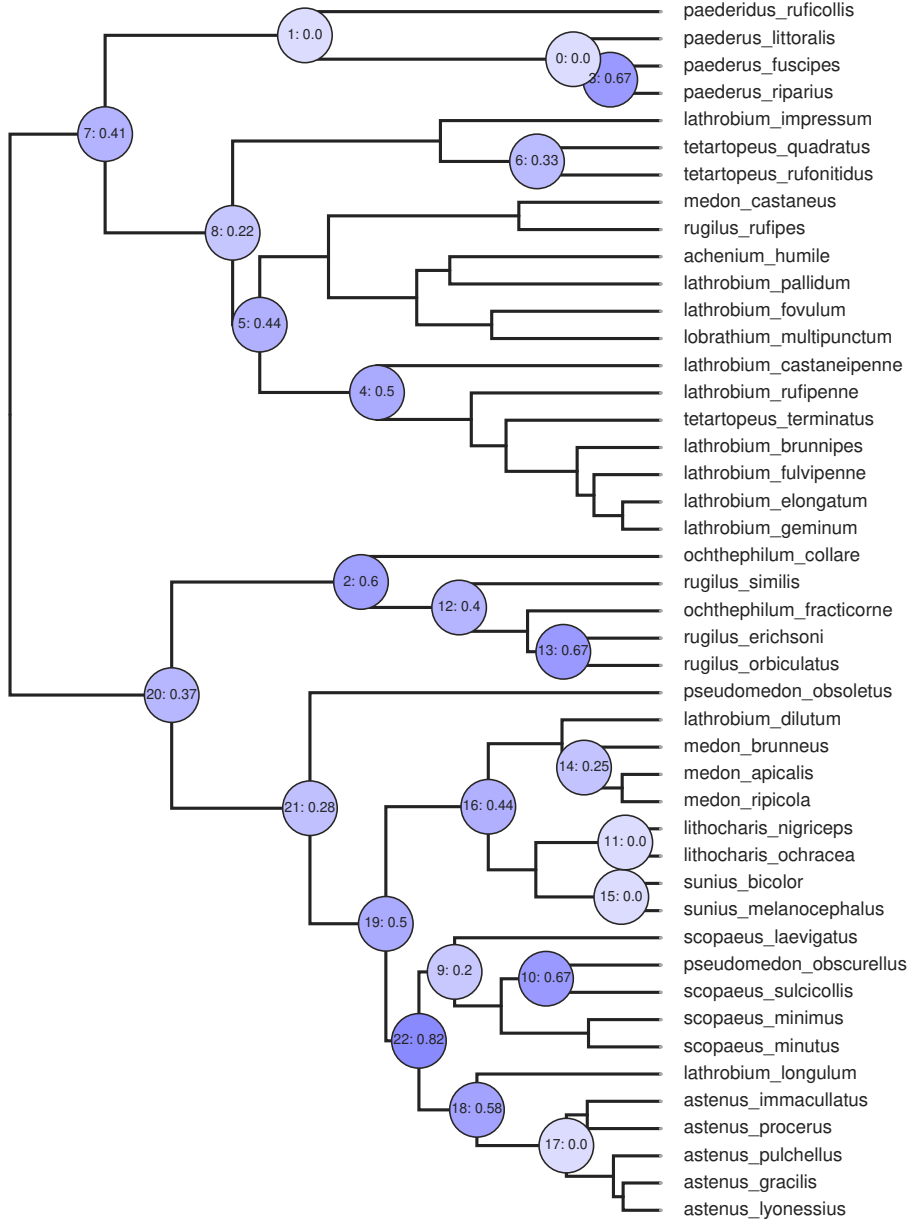 paederidus_ruficollis
1: 0.0
paederus_littoralis
0: 0.0
paederus_fuscipes
3: 0.67
paederus_riparius
lathrobium_impressum
7: 0.41
tetartopeus_quadratus
6: 0.33
tetartopeus_rufonitidus
medon_castaneus
rugilus_rufipes
8: 0.22
achenium_humile
lathrobium_pallidum
lathrobium_fovulum
5: 0.44
lobrathium_multipunctum
lathrobium_castaneipenne
4: 0.5
lathrobium_rufipenne
tetartopeus_terminatus
lathrobium_brunnipes
lathrobium_fulvipenne
lathrobium_elongatum
lathrobium_geminum
ochthephilum_collare
2: 0.6
rugilus_similis
12: 0.4
ochthephilum_fracticorne
rugilus_erichsoni
13: 0.67
rugilus_orbiculatus
20: 0.37
pseudomedon_obsoletus
lathrobium_dilutum
medon_brunneus
14: 0.25
medon_apicalis
medon_ripicola
21: 0.28
16: 0.44
lithocharis_nigriceps
11: 0.0
lithocharis_ochracea
sunius_bicolor
15: 0.0
sunius_melanocephalus
19: 0.5
scopaeus_laevigatus
9: 0.2
pseudomedon_obscurellus
10: 0.67
scopaeus_sulcicollis
scopaeus_minimus
22: 0.82
scopaeus_minutus
lathrobium_longulum
astenus_immacullatus
18: 0.58
astenus_procerus
17: 0.0
astenus_pulchellus
astenus_gracilis
astenus_lyonessius